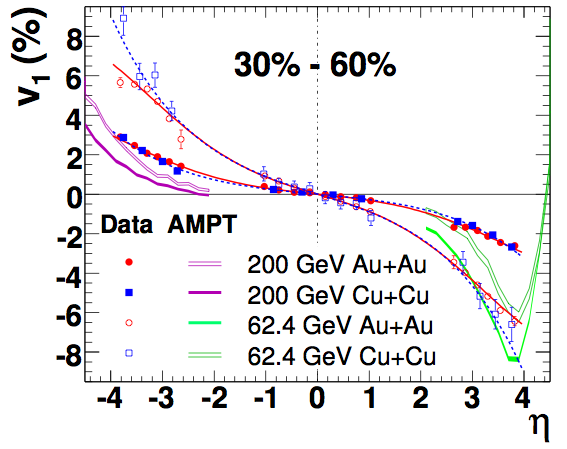 v1 (%)
30% - 60%
8
6
4
2
0
-2
-4
-6
-8
Data AMPT
200 GeV Au+Au
200 GeV Cu+Cu
62.4 GeV Au+Au
62.4 GeV Cu+Cu
-4 -3 -2 -1 0 1 2 3 4
η